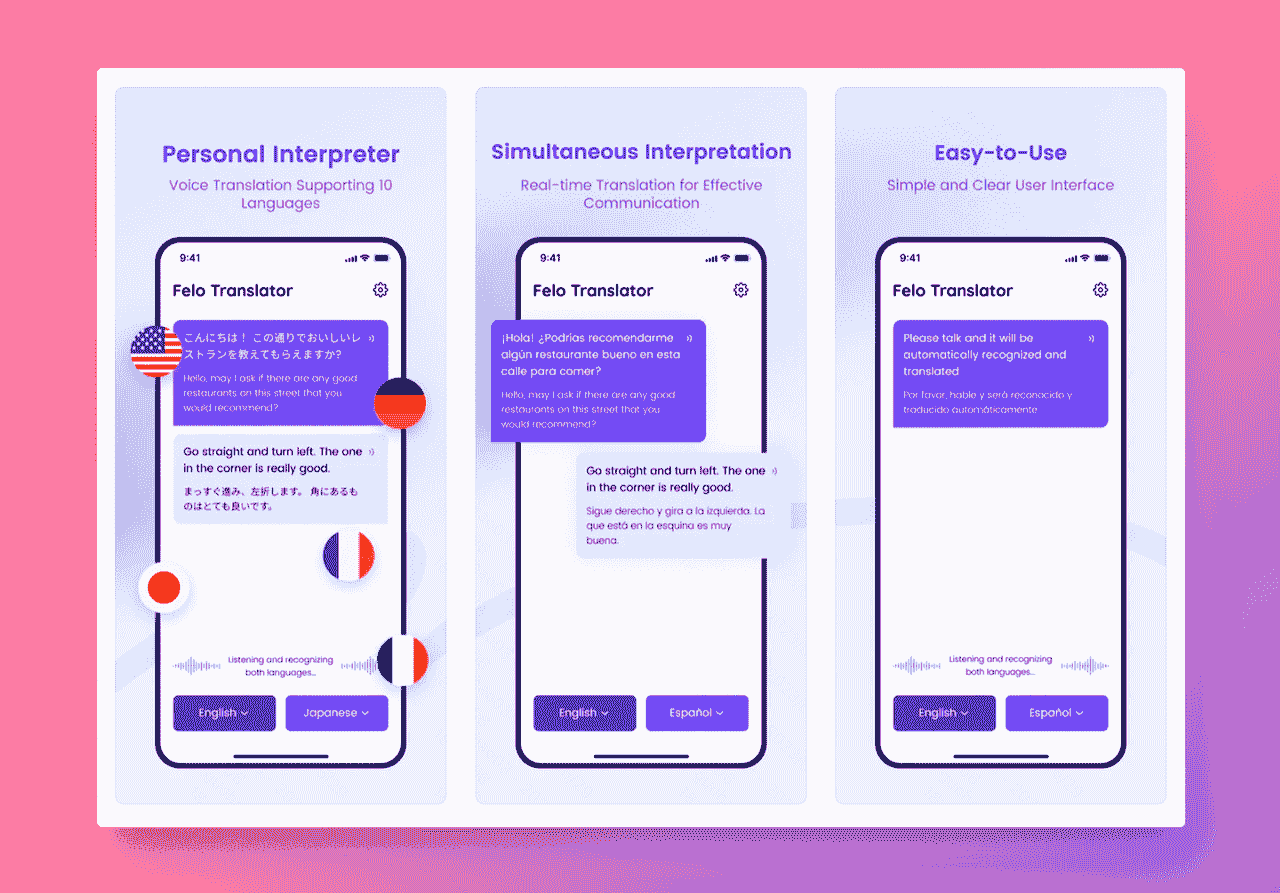 Personal Interpreter
Voice Translation Supporting 10
Languages
9:41
Felo Translator
こんにちは! この通りでおいしいレ
ストランを教えてもらえますか?
Hello, may I ask if there are any good
restaurants on this street that you
would recommend?
Go straight and turn left. The one
in the corner is really good.
まっすぐ進み、左折します。 角にあるも
のはとても良いです。
Listening and recognizing
both languages...
English
Japanese
Simultaneous Interpretation
Real-time Translation for Effective
Communication
9:41
Felo Translator
¡Hola! ¿Podrías recomendarme
algún restaurante bueno en esta
calle para comer?
Hello, may I ask if there are any good
restaurants on this street that you
would recommend?
Go straight and turn left. The one
in the corner is really good.
Sigue derecho y gira a la izquierda. La
que está en la esquina es muy
buena.
English
Español
Easy-to-Use
Simple and Clear User Interface
9:41
Felo Translator
Please talk and it will be
automatically recognized and
translated
Por favor, hable y será reconocido y
traducido automáticamente
Listening and recognizing
both languages...
English
Español